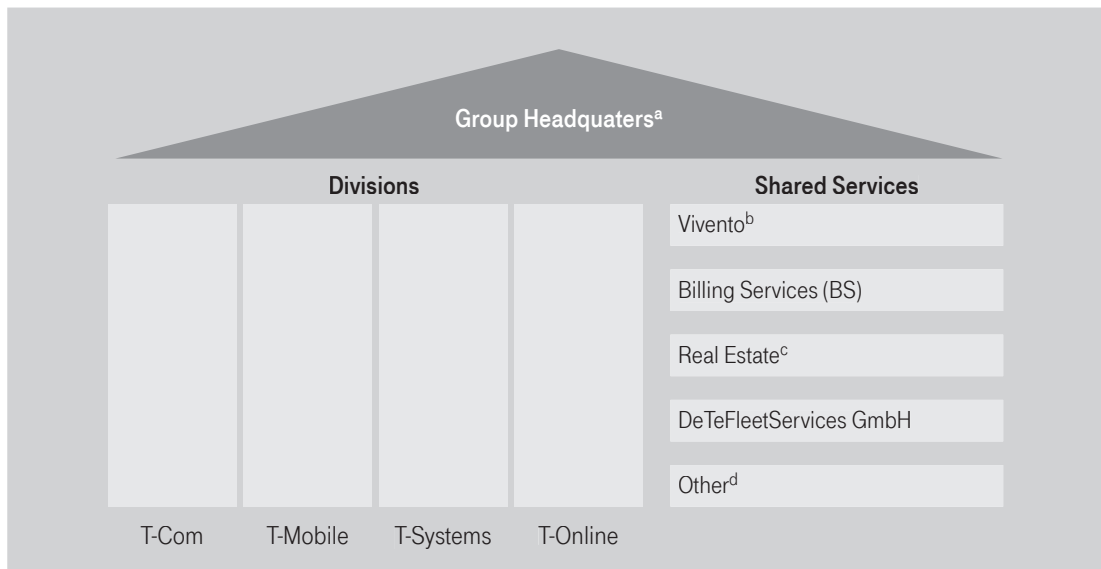 Group Headquatersᵃ
Divisions
Shared Services
Viventoᵇ
Billing Services (BS)
Real Estateᶜ
DeTeFleetServices GmbH
Otherᵈ
T-Com
T-Mobile
T-Systems
T-Online